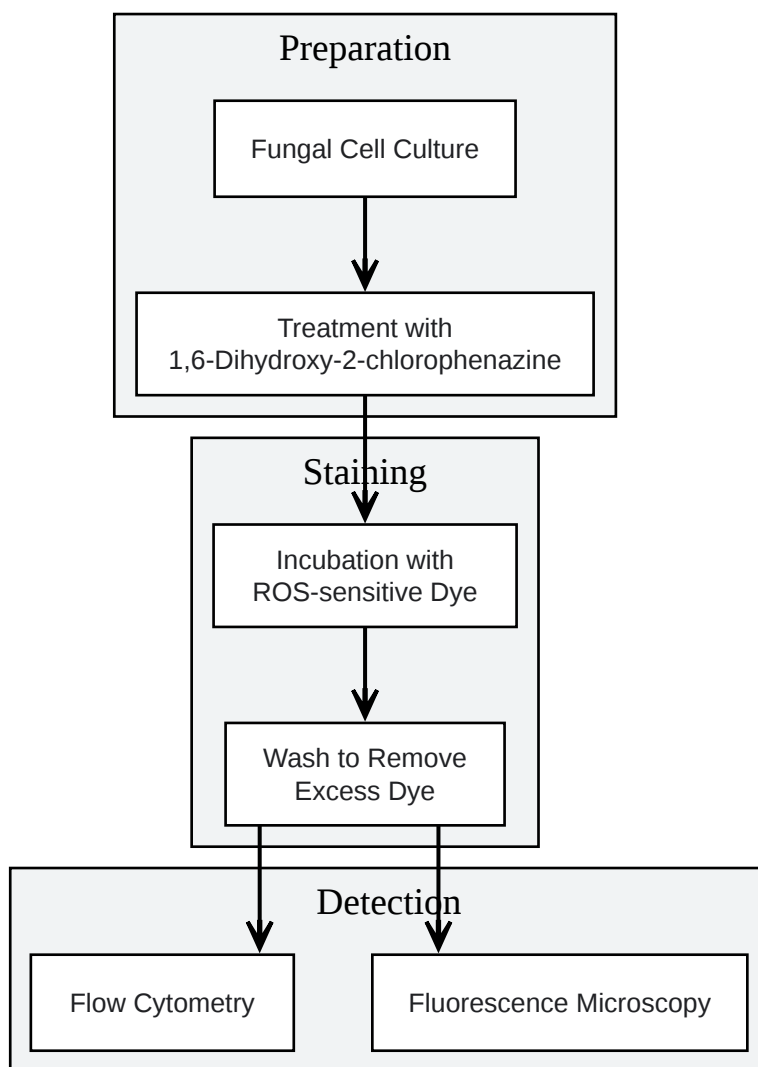 Preparation
Fungal Cell Culture
Treatment with
1,6-Dihydroxy-2-chlorophenazine
Staining
Incubation with
ROS-sensitive Dye
Wash to Remove
Excess Dye
Detection
Flow Cytometry
Fluorescence Microscopy